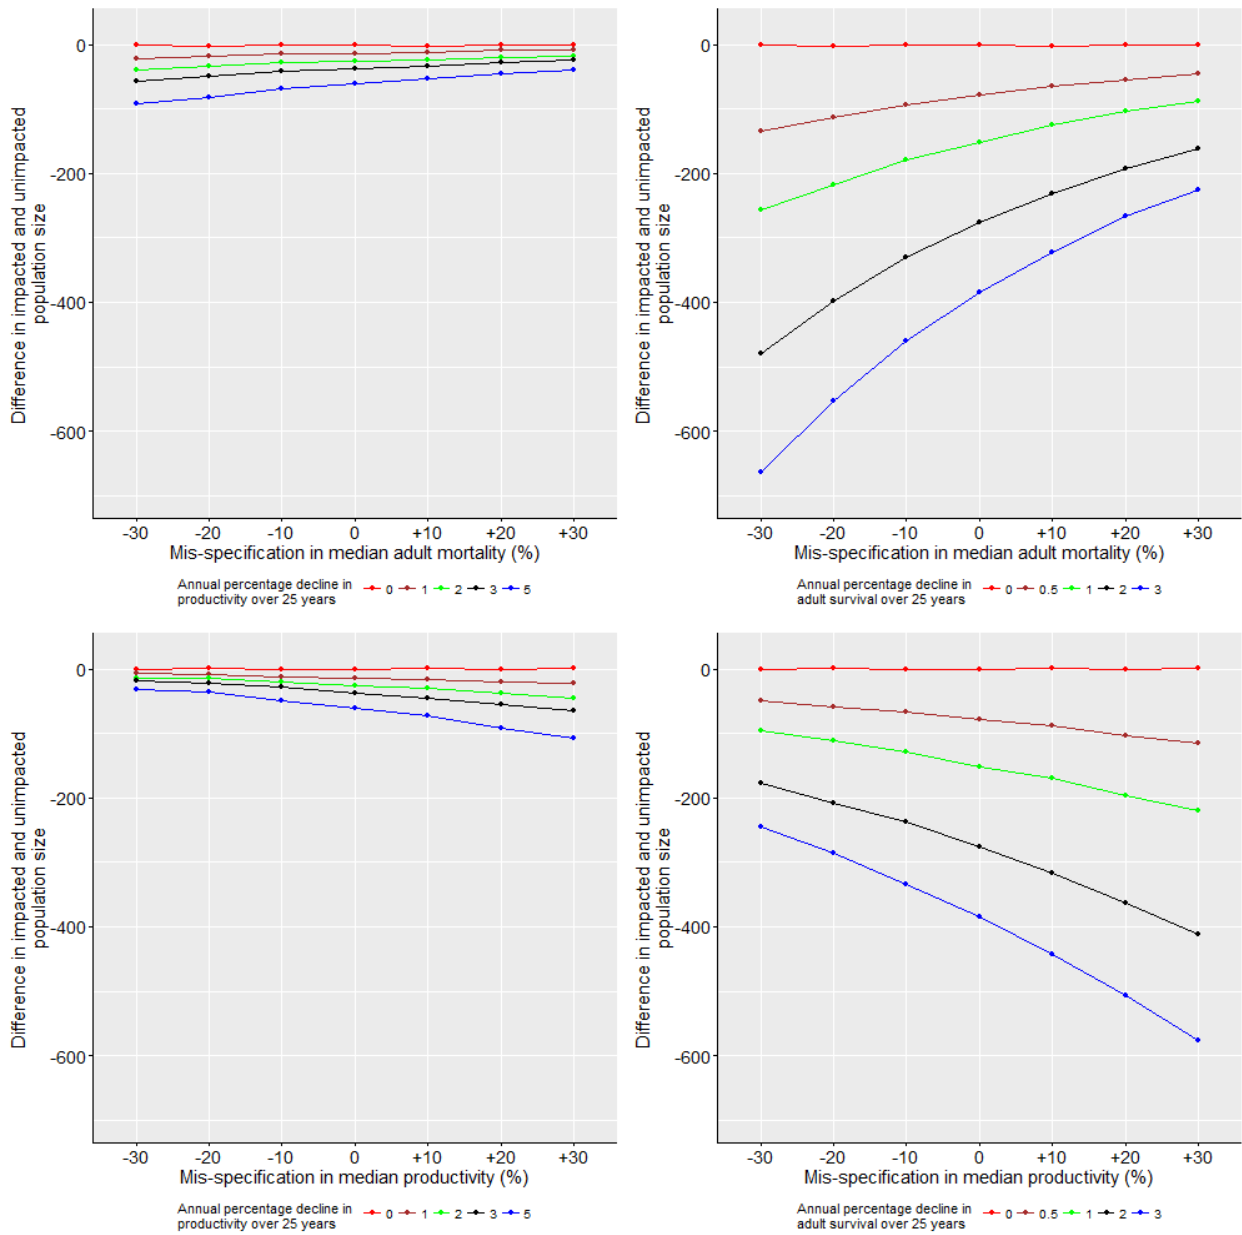 Difference in impacted and unimpacted
population size
0
-200
-400
-600
-30 -20 -10 0 +10 +20 +30
Mis-specification in median adult mortality (%)
Annual percentage decline in
productivity over 25 years
0 1 2 3 5
Difference in impacted and unimpacted
population size
0
-200
-400
-600
-30 -20 -10 0 +10 +20 +30
Mis-specification in median adult mortality (%)
Annual percentage decline in
adult survival over 25 years
0 0.5 1 2 3
Difference in impacted and unimpacted
population size
0
-200
-400
-600
-30 -20 -10 0 +10 +20 +30
Mis-specification in median productivity (%)
Annual percentage decline in
productivity over 25 years
0 1 2 3 5
Difference in impacted and unimpacted
population size
0
-200
-400
-600
-30 -20 -10 0 +10 +20 +30
Mis-specification in median productivity (%)
Annual percentage decline in
adult survival over 25 years
0 0.5 1 2 3